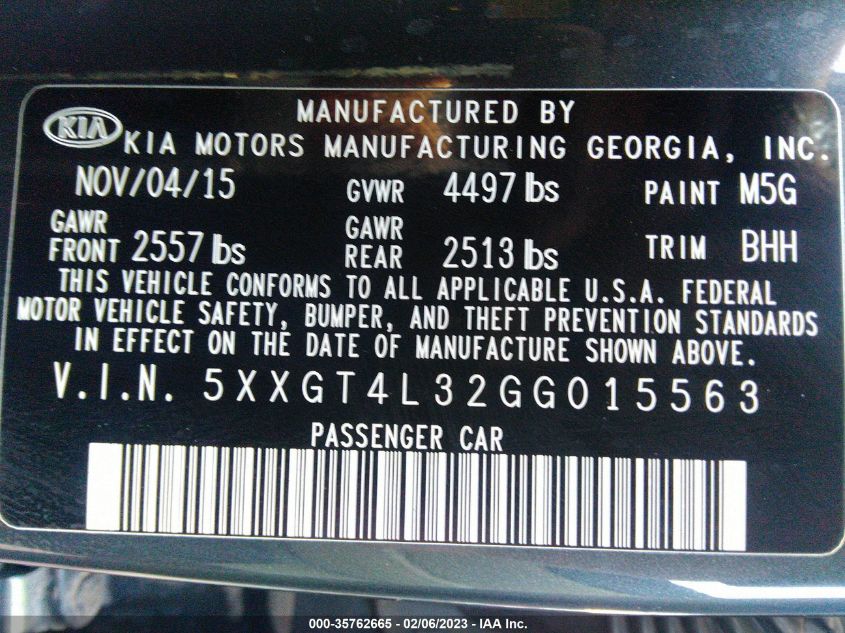 MANUFACTURED BY
KIA KIA MOTORS MANUFACTURING GEORGIA, INC.
NOV/04/15 GVWR 4497 lbs PAINT M5G
GAWR FRONT 2557 lbs GAWR REAR 2513 lbs TRIM BHH
THIS VEHICLE CONFORMS TO ALL APPLICABLE U.S.A. FEDERAL
MOTOR VEHICLE SAFETY, BUMPER, AND THEFT PREVENTION STANDARDS
IN EFFECT ON THE DATE OF MANUFACTURE SHOWN ABOVE.
V.I.N. 5XXGT4L32GG015563
PASSENGER CAR
000-35762665 - 02/06/2023 - IAA Inc.